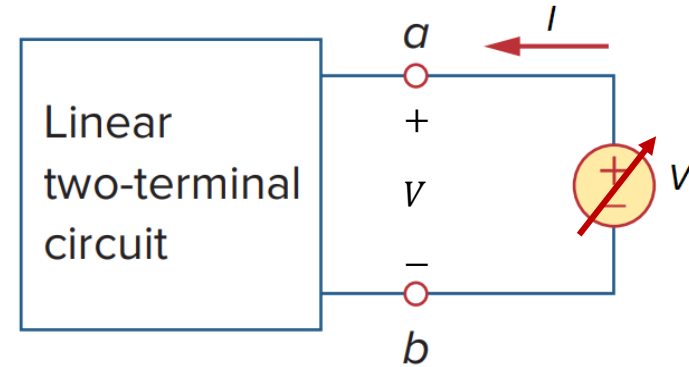 I
a
Linear
two-terminal
circuit
+
V
−
+
−
V
b